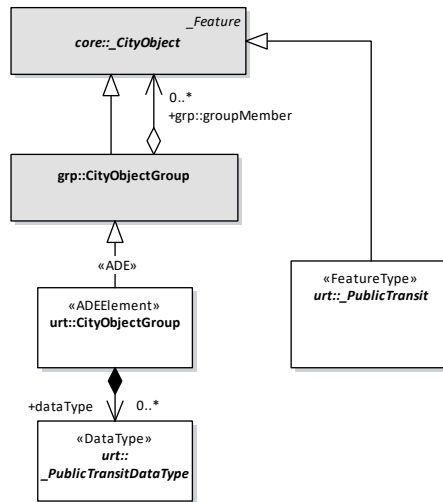 _Feature
core::_CityObject
0..*
+grp::groupMember
grp::CityObjectGroup
«ADE»
«ADEElement»
urt::CityObjectGroup
«FeatureType»
urt::_PublicTransit
+dataType
0..*
«DataType»
urt::
_PublicTransitDataType